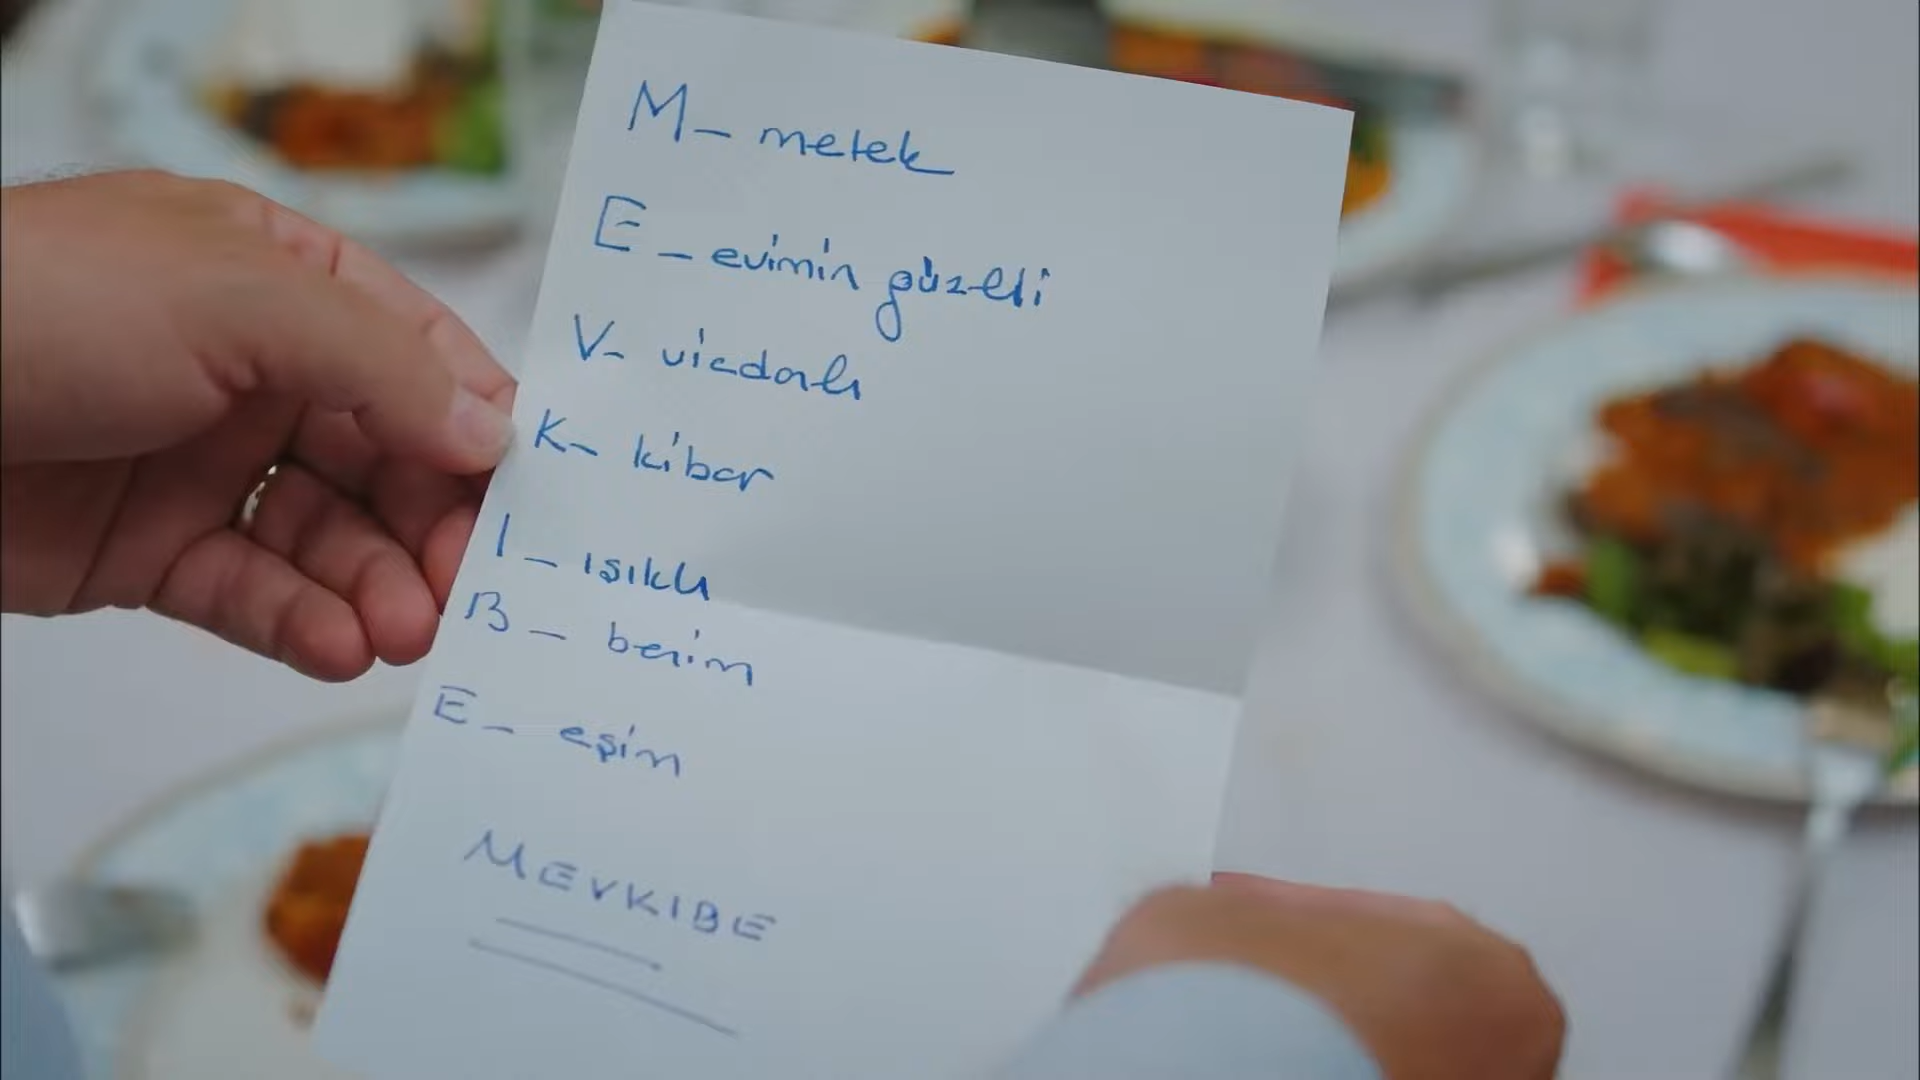 M- melek
E- evimin güzeli
V- vicdanlı
K- kibar
I- ışıklı
B- benim
E- eşim
MEVKIBE